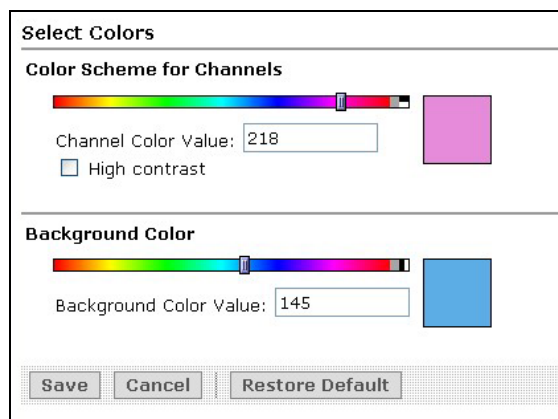 Select Colors
Color Scheme for Channels
Channel Color Value: 218
High contrast
Background Color
Background Color Value: 145
Save Cancel Restore Default